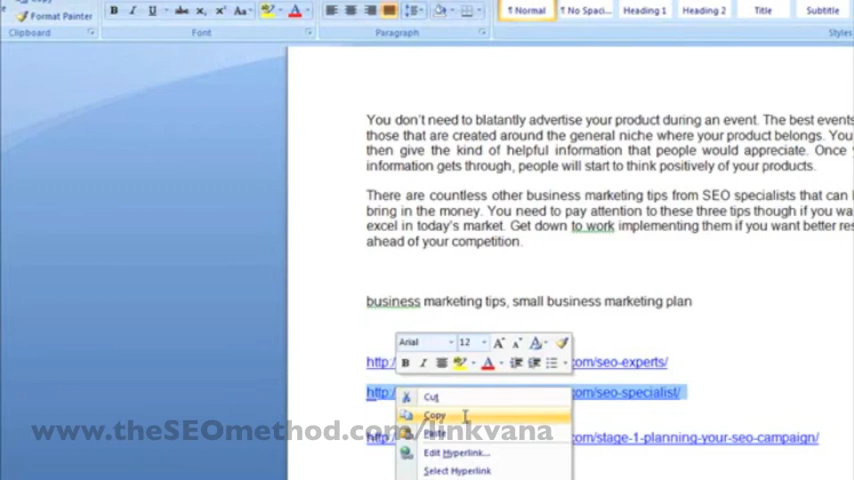 Format Painter
B I U abc x₂ x² Aa A
Clipboard Font Paragraph Styles
¶ Normal ¶ No Spaci... Heading 1 Heading 2 Title Subtitle
You don't need to blatantly advertise your product during an event. The best events
those that are created around the general niche where your product belongs. You
then give the kind of helpful information that people would appreciate. Once
information gets through, people will start to think positively of your products.
There are countless other business marketing tips from SEO specialists that can
bring in the money. You need to pay attention to these three tips though if you wa
excel in today's market. Get down to work implementing them if you want better res
ahead of your competition.
business marketing tips, small business marketing plan
Arial 12 A A A
B I A
http: com/seo-experts/
http: com/seo-specialist/
Cut
Copy
Paste
http: com/stage-1-planning-your-seo-campaign/
Edit Hyperlink...
Select Hyperlink
www.theSEOmethod.com/linkvana